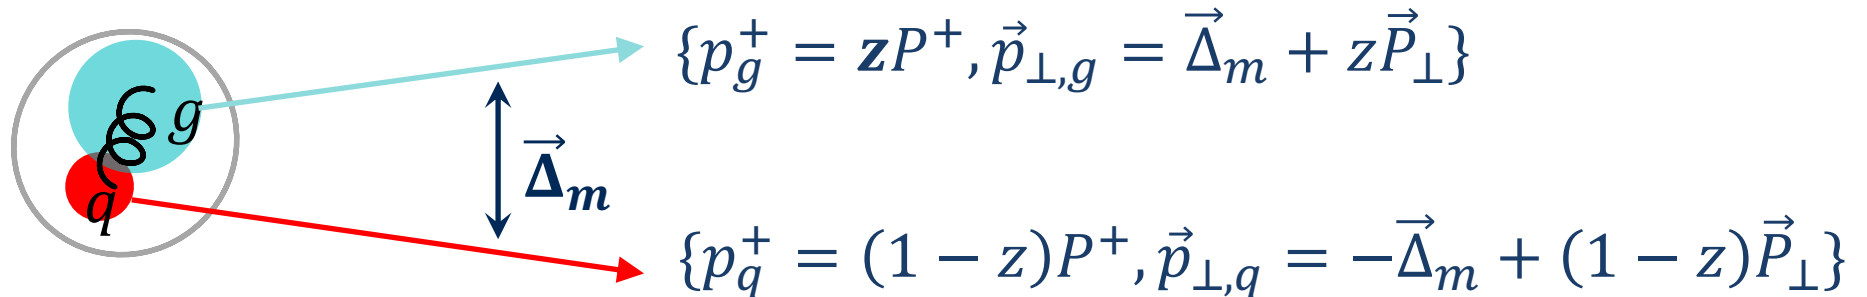 {p_g^+ = zP^+, p⃗_{⊥,g} = Δ⃗_m + zP⃗_⊥}
g
Δ⃗_m
q
{p_q^+ = (1 − z)P^+, p⃗_{⊥,q} = −Δ⃗_m + (1 − z)P⃗_⊥}